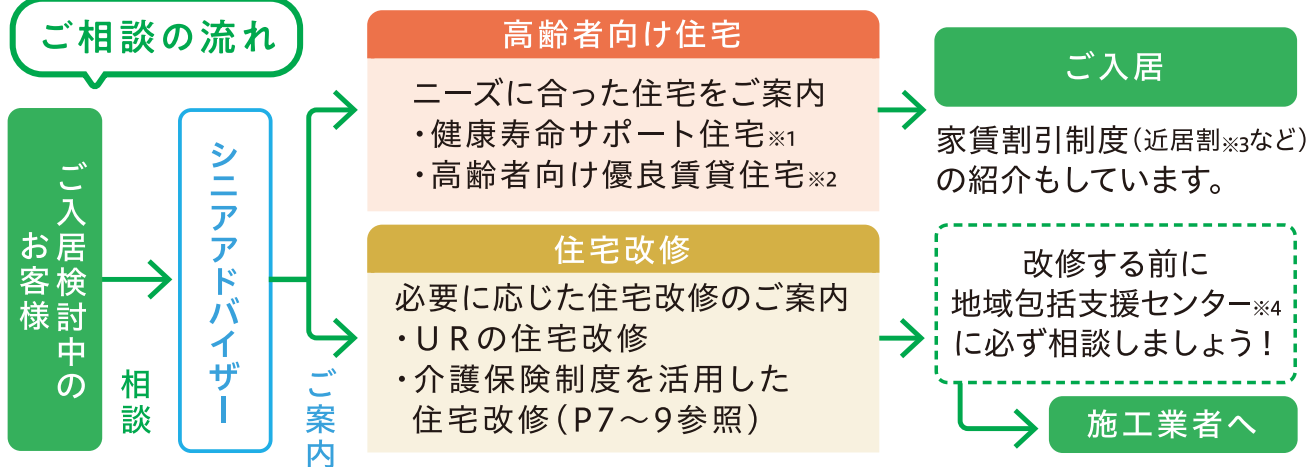 ご相談の流れ
ご入居検討中の
お客様
相談
シニアアドバイザー
ご案内
高齢者向け住宅
ニーズに合った住宅をご案内
・健康寿命サポート住宅※1
・高齢者向け優良賃貸住宅※2
ご入居
家賃割引制度（近居割※3など）
の紹介もしています。
住宅改修
必要に応じた住宅改修のご案内
・URの住宅改修
・介護保険制度を活用した
住宅改修（P7～9参照）
改修する前に
地域包括支援センター※4
に必ず相談しましょう！
施工業者へ